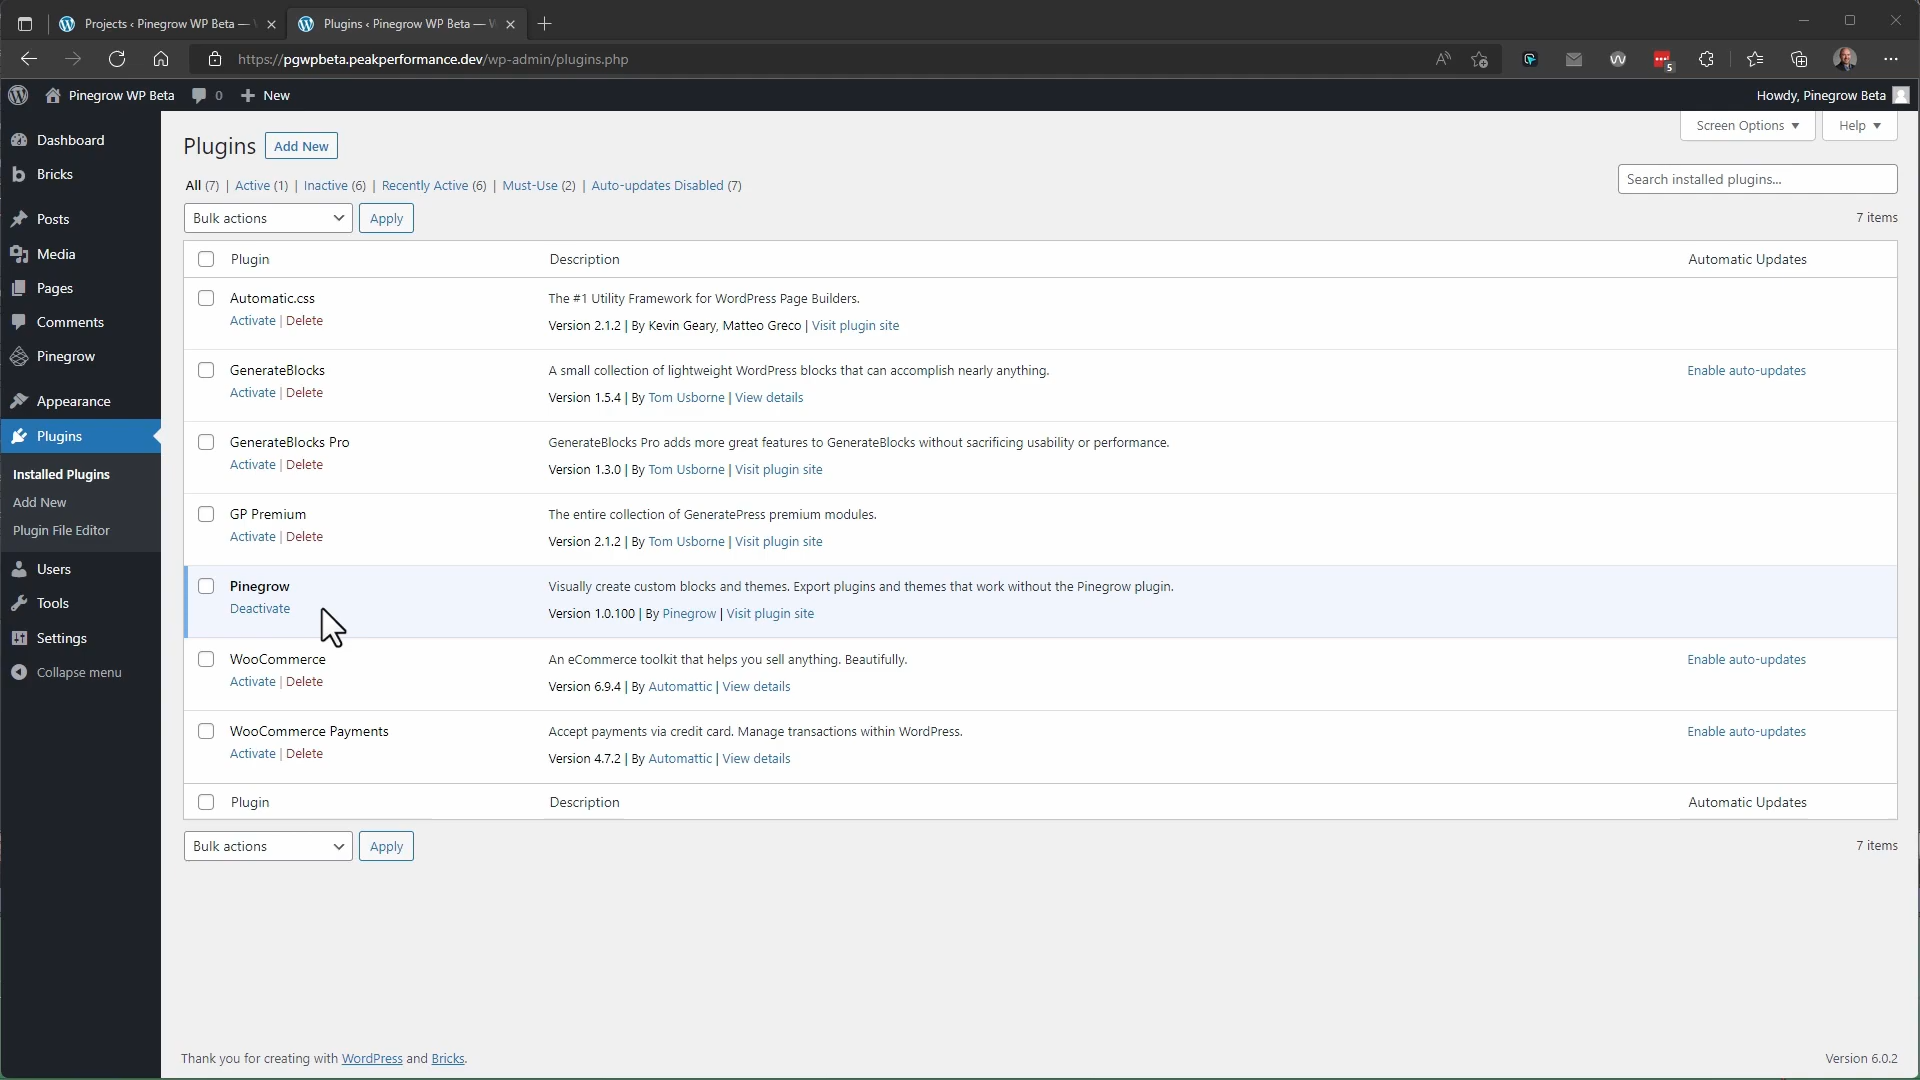 Projects ‹ Pinegrow WP Beta —
Plugins ‹ Pinegrow WP Beta — W
https://pgwpbeta.peakperformance.dev/wp-admin/plugins.php
5
Pinegrow WP Beta
0
New
Howdy, Pinegrow Beta
Dashboard
Bricks
Posts
Media
Pages
Comments
Pinegrow
Appearance
Plugins
Installed Plugins
Add New
Plugin File Editor
Users
Tools
Settings
Collapse menu
Screen Options
Help
Plugins
Add New
All (7) | Active (1) | Inactive (6) | Recently Active (6) | Must-Use (2) | Auto-updates Disabled (7)
Search installed plugins...
Bulk actions
Apply
7 items
Plugin
Description
Automatic Updates
Automatic.css
Activate | Delete
The #1 Utility Framework for WordPress Page Builders.
Version 2.1.2 | By Kevin Geary, Matteo Greco | Visit plugin site
GenerateBlocks
Activate | Delete
A small collection of lightweight WordPress blocks that can accomplish nearly anything.
Version 1.5.4 | By Tom Usborne | View details
Enable auto-updates
GenerateBlocks Pro
Activate | Delete
GenerateBlocks Pro adds more great features to GenerateBlocks without sacrificing usability or performance.
Version 1.3.0 | By Tom Usborne | Visit plugin site
GP Premium
Activate | Delete
The entire collection of GeneratePress premium modules.
Version 2.1.2 | By Tom Usborne | Visit plugin site
Pinegrow
Deactivate
Visually create custom blocks and themes. Export plugins and themes that work without the Pinegrow plugin.
Version 1.0.100 | By Pinegrow | Visit plugin site
WooCommerce
Activate | Delete
An eCommerce toolkit that helps you sell anything. Beautifully.
Version 6.9.4 | By Automattic | View details
Enable auto-updates
WooCommerce Payments
Activate | Delete
Accept payments via credit card. Manage transactions within WordPress.
Version 4.7.2 | By Automattic | View details
Enable auto-updates
Plugin
Description
Automatic Updates
Bulk actions
Apply
7 items
Thank you for creating with WordPress and Bricks.
Version 6.0.2